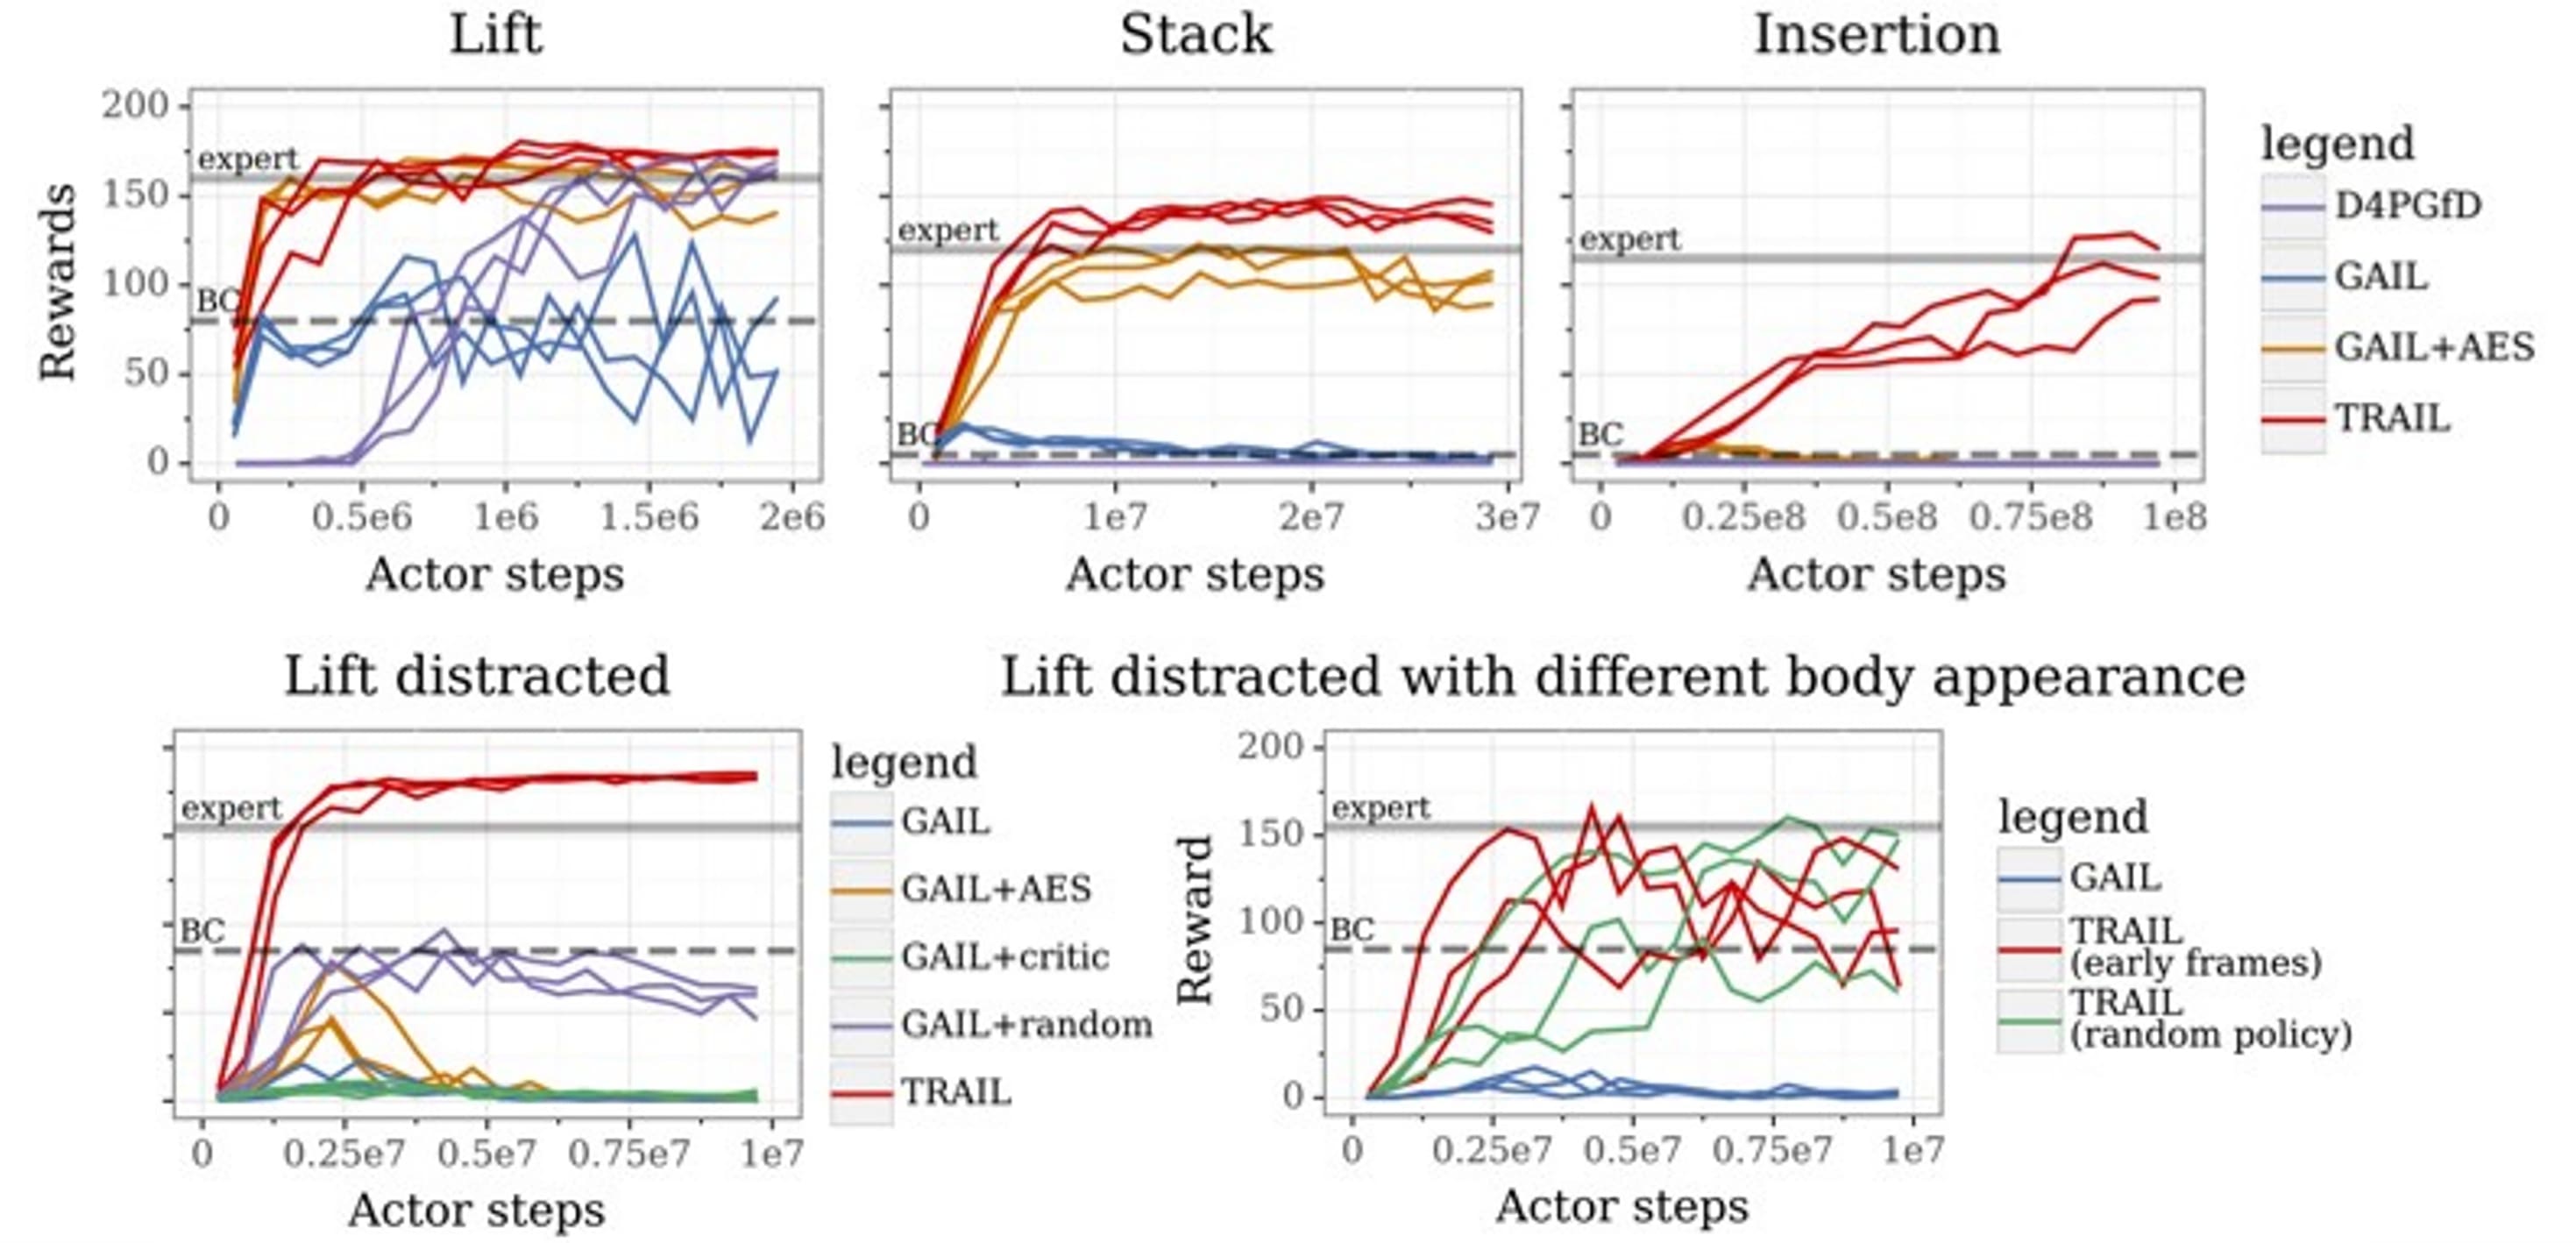 Lift
Stack
Insertion
200
150
100
50
0
Rewards
expert
BC
0 0.5e6 1e6 1.5e6 2e6
Actor steps
expert
BC
0 1e7 2e7 3e7
Actor steps
expert
BC
0 0.25e8 0.5e8 0.75e8 1e8
Actor steps
legend
D4PGfD
GAIL
GAIL+AES
TRAIL
Lift distracted
expert
BC
0 0.25e7 0.5e7 0.75e7 1e7
Actor steps
legend
GAIL
GAIL+AES
GAIL+critic
GAIL+random
TRAIL
Lift distracted with different body appearance
200
150
100
50
0
Reward
expert
BC
0 0.25e7 0.5e7 0.75e7 1e7
Actor steps
legend
GAIL
TRAIL
(early frames)
TRAIL
(random policy)